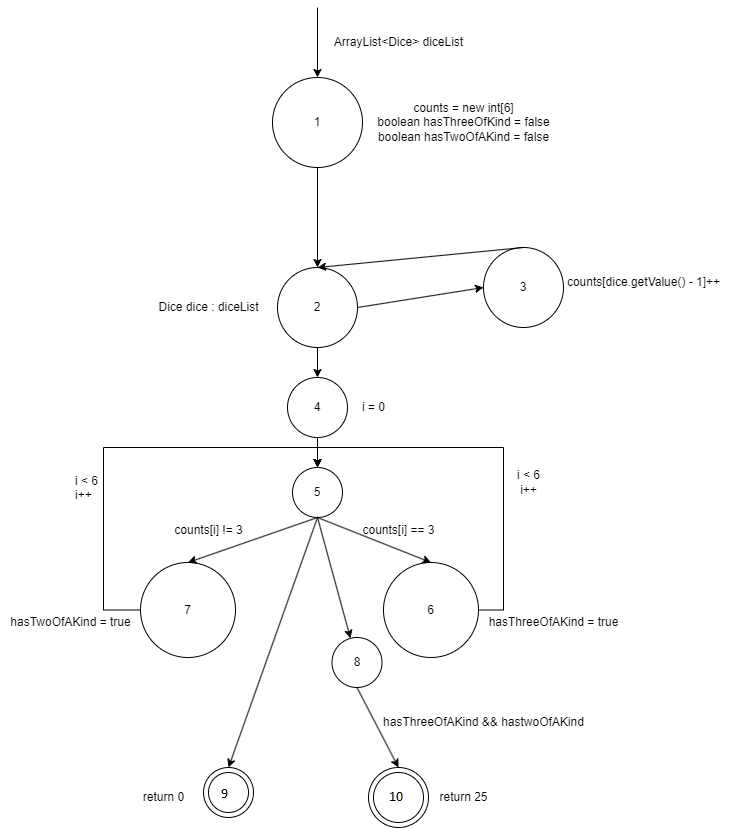 ArrayList<Dice> diceList
1
counts = new int[6]
boolean hasThreeOfKind = false
boolean hasTwoOfAKind = false
2
Dice dice : diceList
3
counts[dice.getValue() - 1]++
4
i = 0
i < 6
i++
i < 6
i++
5
counts[i] != 3
counts[i] == 3
7
hasTwoOfAKind = true
6
hasThreeOfAKind = true
8
hasThreeOfAKind && hastwoOfAKind
return 0
9
10
return 25